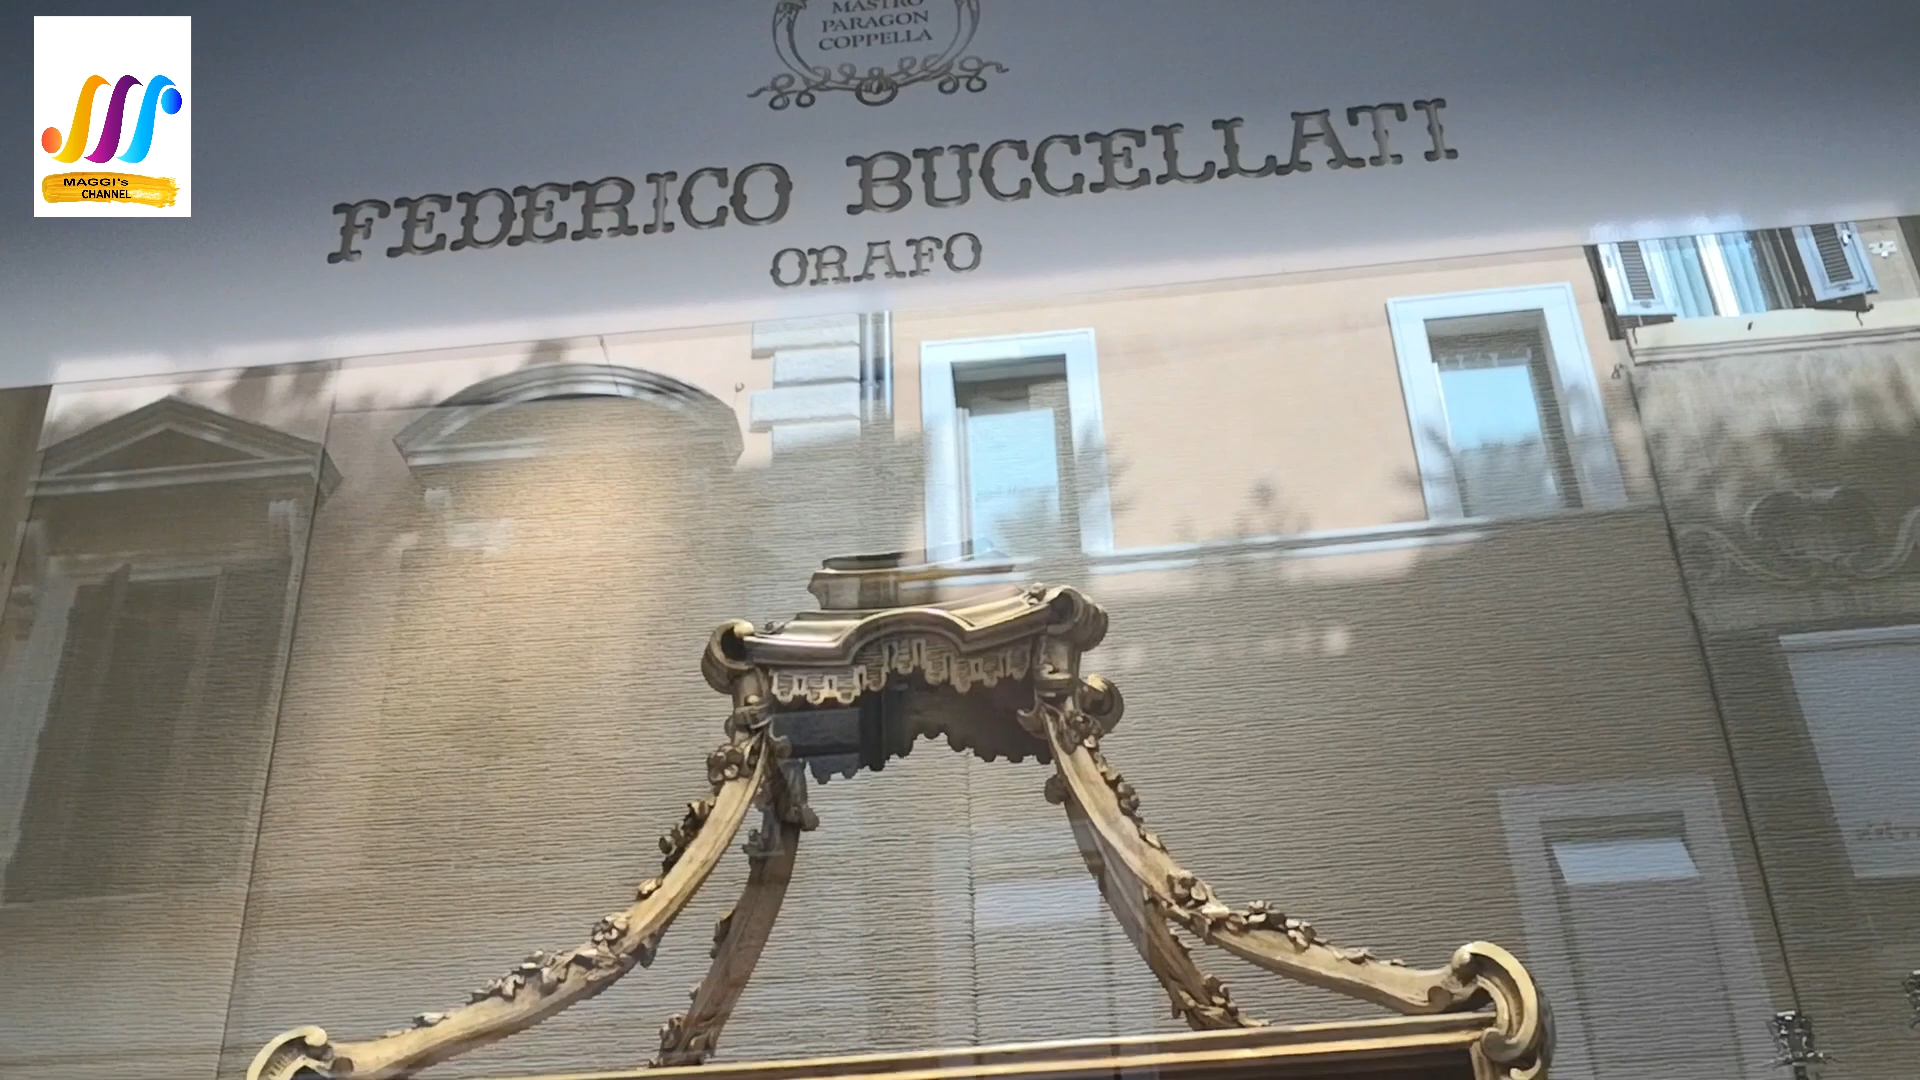 MASTRO
PARAGON
COPPELLA
FEDERICO BUCCELLATI
ORAFO
MAGGI's
CHANNEL